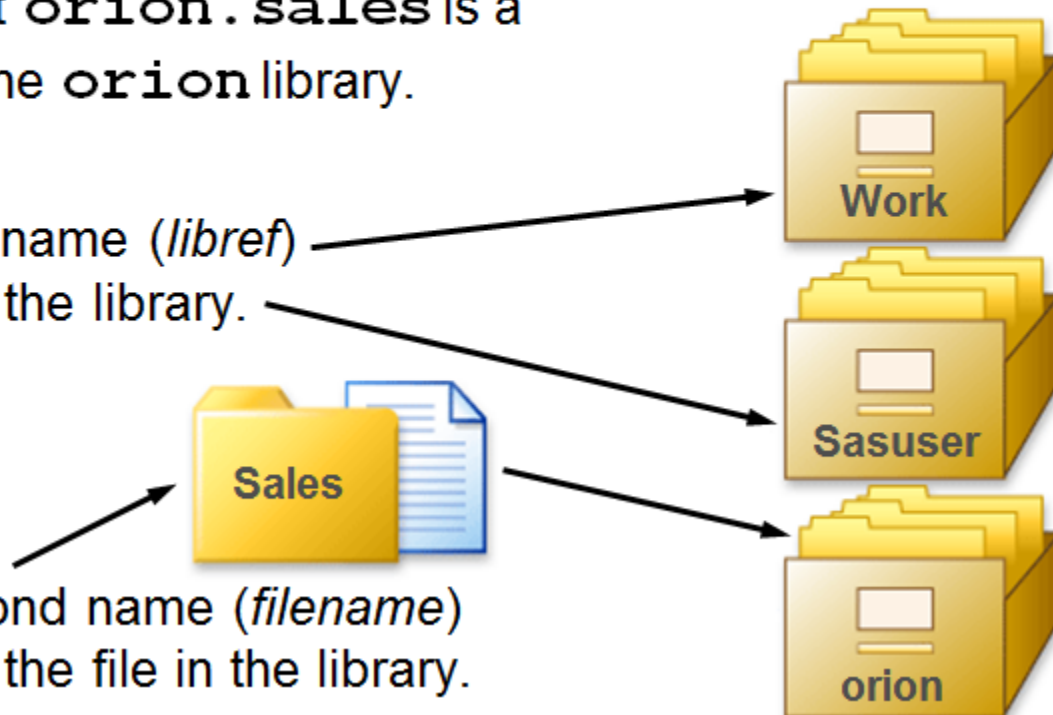 orion.sales is a
ne orion library.
Work
name (libref)
the library.
Sasuser
Sales
ond name (filename)
the file in the library.
orion